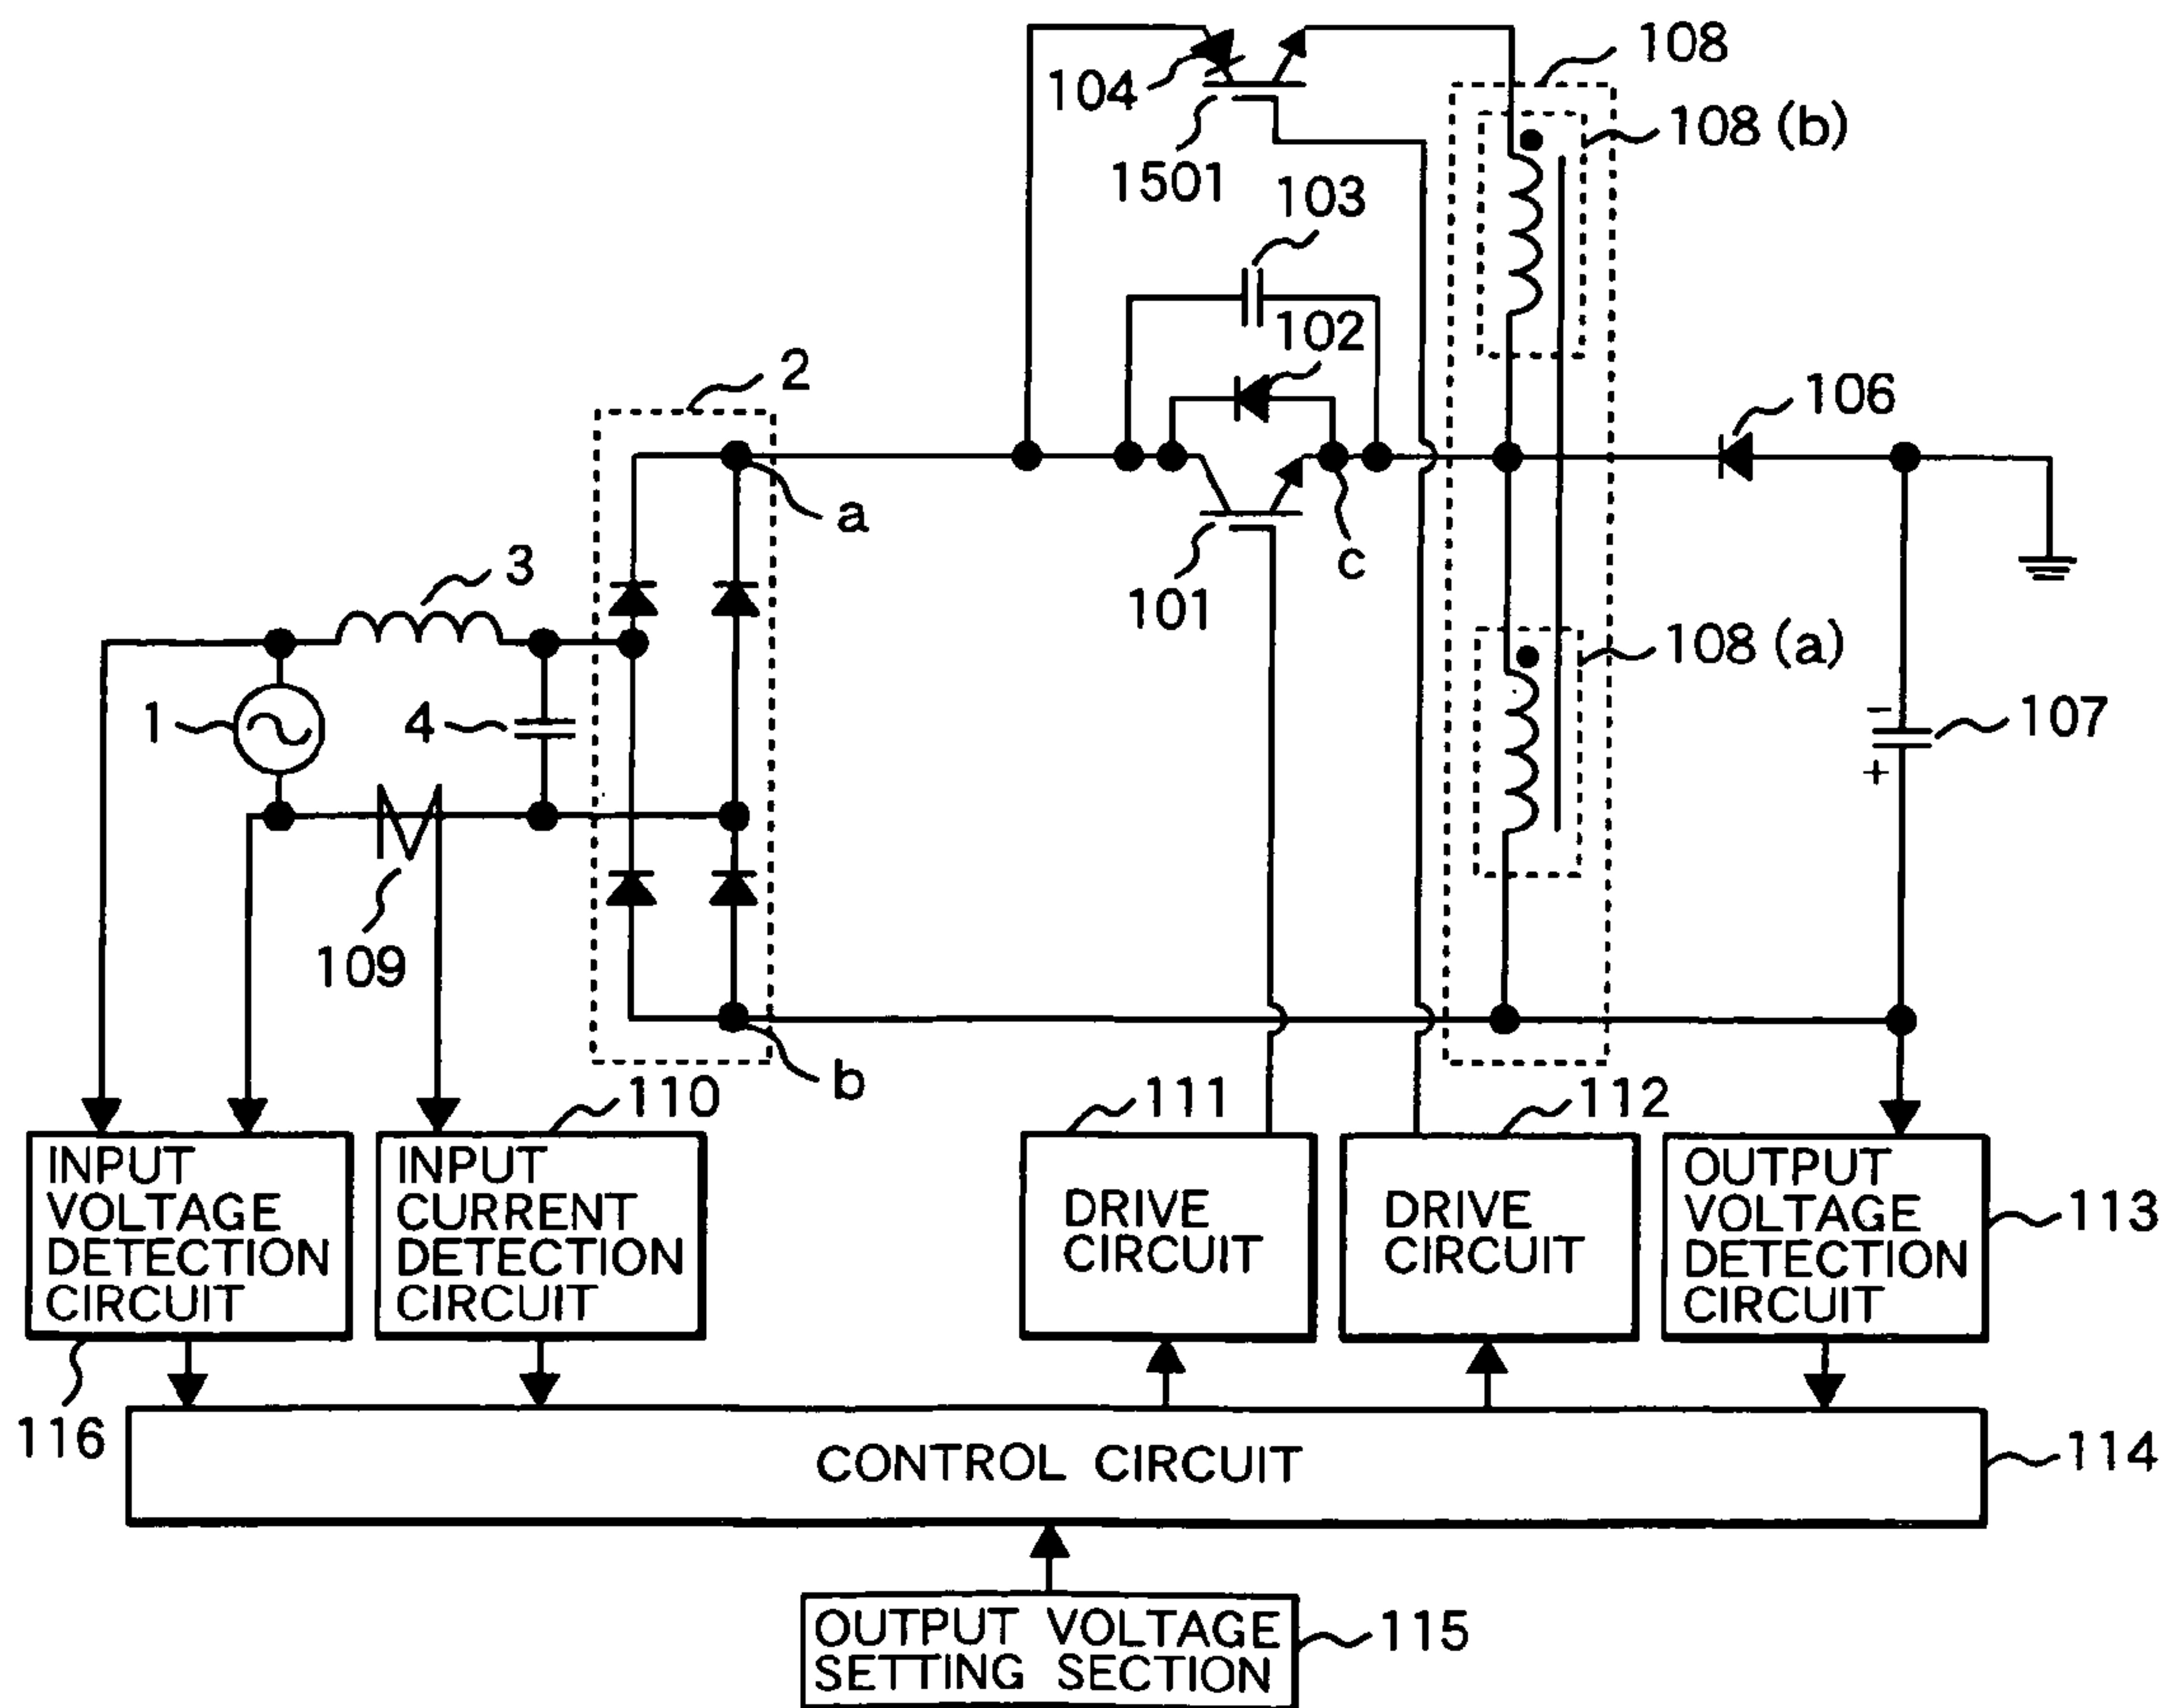 108
104
108 (b)
1501
103
102
2
106
a
c
3
101
108 (a)
1
4
107
−
+
109
b
110
111
112
INPUT
VOLTAGE
DETECTION
CIRCUIT
INPUT
CURRENT
DETECTION
CIRCUIT
DRIVE
CIRCUIT
DRIVE
CIRCUIT
OUTPUT
VOLTAGE
DETECTION
CIRCUIT
113
116
CONTROL CIRCUIT
114
OUTPUT VOLTAGE
SETTING SECTION
115